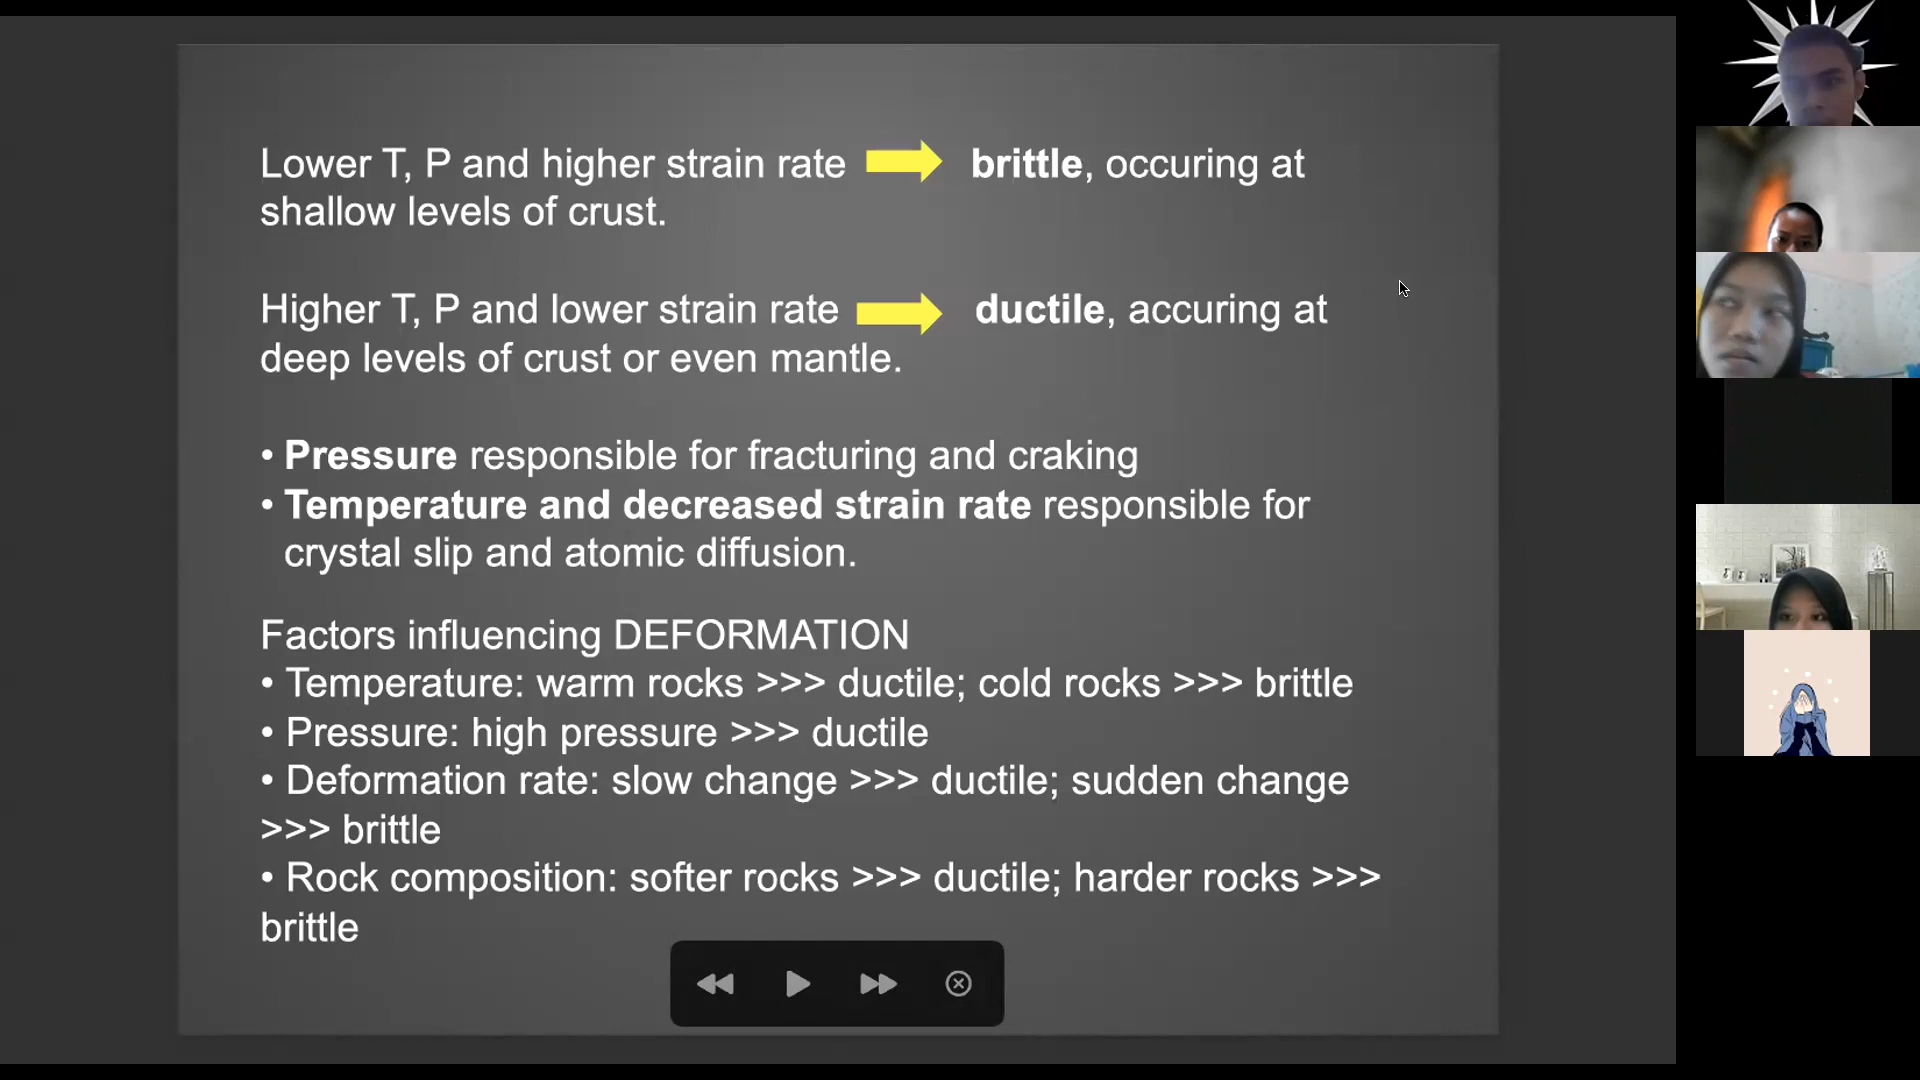 Lower T, P and higher strain rate brittle, occuring at
shallow levels of crust.
Higher T, P and lower strain rate ductile, accuring at
deep levels of crust or even mantle.
• Pressure responsible for fracturing and craking
• Temperature and decreased strain rate responsible for
crystal slip and atomic diffusion.
Factors influencing DEFORMATION
• Temperature: warm rocks >>> ductile; cold rocks >>> brittle
• Pressure: high pressure >>> ductile
• Deformation rate: slow change >>> ductile; sudden change
>>> brittle
• Rock composition: softer rocks >>> ductile; harder rocks >>>
brittle